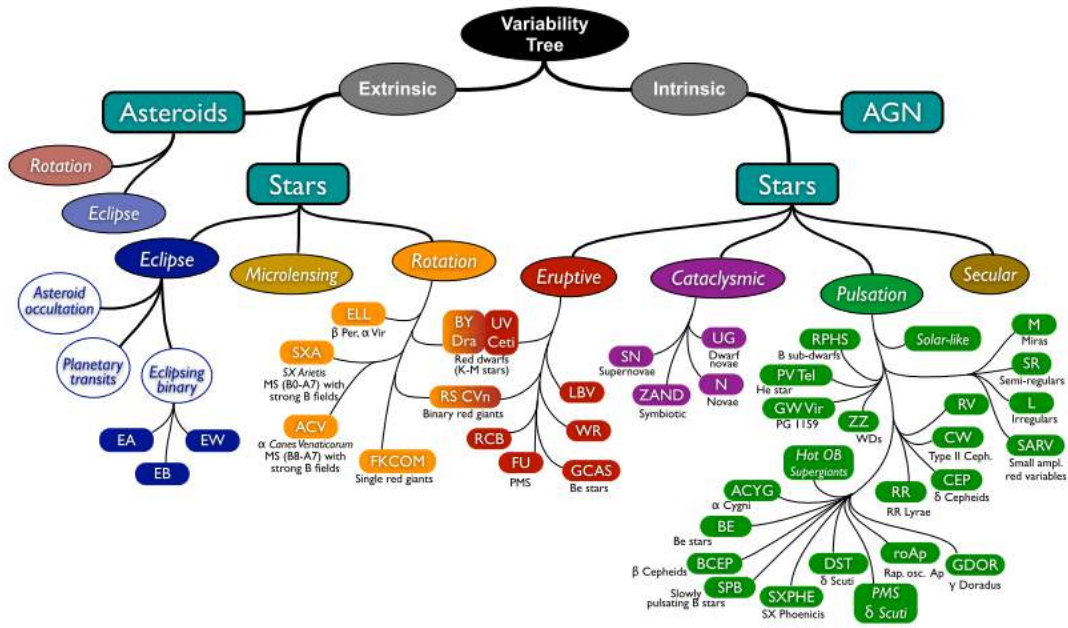 Variability
Tree
Extrinsic
Intrinsic
Asteroids
AGN
Rotation
Eclipse
Stars
Stars
Eclipse
Microlensing
Rotation
Eruptive
Cataclysmic
Pulsation
Secular
Asteroid
occultation
Planetary
transits
Eclipsing
binary
EA
EW
EB
ELL
β Per, α Vir
SXA
SX Arietis
MS (B0-A7) with
strong B fields
ACV
α Canes Venaticorum
MS (B8-A7) with
strong B fields
BY
Dra
UV
Ceti
Red dwarfs
(K-M stars)
RS CVn
Binary red giants
FKCOM
Single red giants
LBV
WR
RCB
FU
PMS
GCAS
Be stars
SN
Supernovae
UG
Dwarf
novae
ZAND
Symbiotic
N
Novae
RPHS
B sub-dwarfs
Solar-like
PV Tel
He star
GW Vir
PG 1159
ZZ
WDs
M
Miras
SR
Semi-regulars
L
Irregulars
SARV
Small ampl.
red variables
RV
CW
Type II Ceph.
CEP
δ Cepheids
RR
RR Lyrae
Hot OB
Supergiants
ACYG
α Cygni
BE
Be stars
BCEP
β Cepheids
SPB
Slowly
pulsating B stars
SXPHE
SX Phoenicis
DST
δ Scuti
PMS
δ Scuti
roAp
Rap. osc. Ap
GDOR
γ Doradus